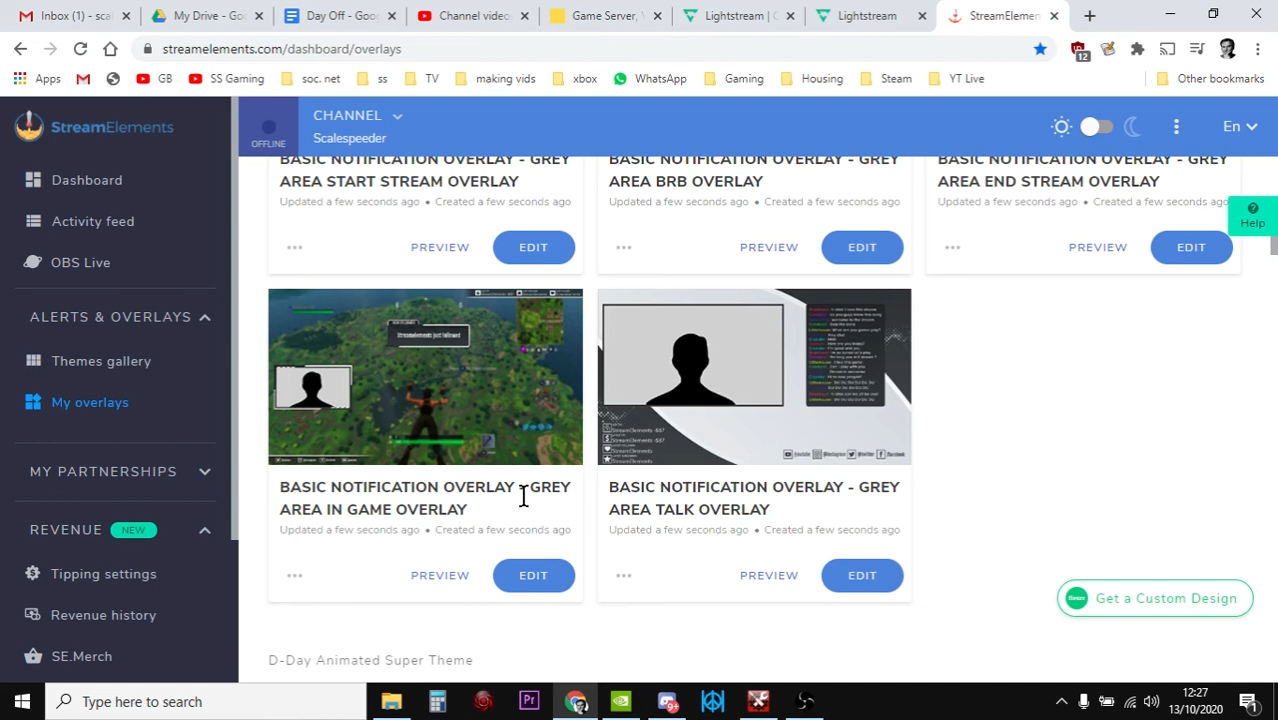 Inbox (1) - scal
My Drive - Goo
Day Off - Goog
Channel videos
Game Server, V
Lightstream | C
Lightstream
StreamElemen
streamelements.com/dashboard/overlays
12
Apps
GB
SS Gaming
soc. net
ss
TV
making vids
xbox
WhatsApp
Gaming
Housing
Steam
YT Live
Other bookmarks
StreamElements
OFFLINE
CHANNEL
Scalespeeder
En
Dashboard
Activity feed
OBS Live
ALERTS & OVERLAYS
Themes gallery
My overlays
MY PARTNERSHIPS
REVENUE NEW
Tipping settings
Revenue history
SE.Merch
BASIC NOTIFICATION OVERLAY - GREY
AREA START STREAM OVERLAY
Updated a few seconds ago • Created a few seconds ago
PREVIEW EDIT
BASIC NOTIFICATION OVERLAY - GREY
AREA BRB OVERLAY
Updated a few seconds ago • Created a few seconds ago
PREVIEW EDIT
BASIC NOTIFICATION OVERLAY - GREY
AREA END STREAM OVERLAY
Updated a few seconds ago • Created a few seconds ago
PREVIEW EDIT
Help
StreamElements just followed
BASIC NOTIFICATION OVERLAY - GREY
AREA IN GAME OVERLAY
Updated a few seconds ago • Created a few seconds ago
PREVIEW EDIT
BASIC NOTIFICATION OVERLAY - GREY
AREA TALK OVERLAY
Updated a few seconds ago • Created a few seconds ago
PREVIEW EDIT
Get a Custom Design
D-Day Animated Super Theme
Type here to search
12:27
13/10/2020